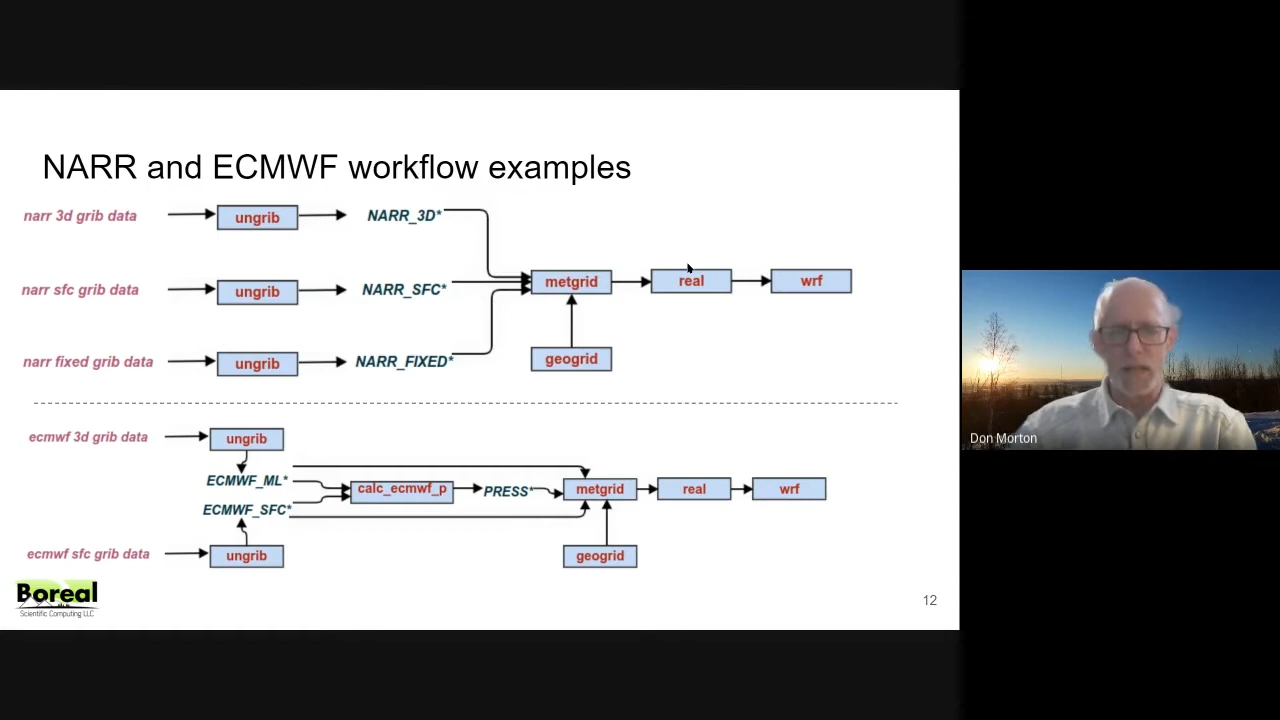 NARR and ECMWF workflow examples
narr 3d grib data ungrib NARR_3D*
narr sfc grib data ungrib NARR_SFC* metgrid real wrf
narr fixed grib data ungrib NARR_FIXED* geogrid
ecmwf 3d grib data ungrib
ECMWF_ML* calc_ecmwf_p PRESS* metgrid real wrf
ECMWF_SFC*
ecmwf sfc grib data ungrib geogrid
Boreal
Scientific Computing LLC
12
Don Morton